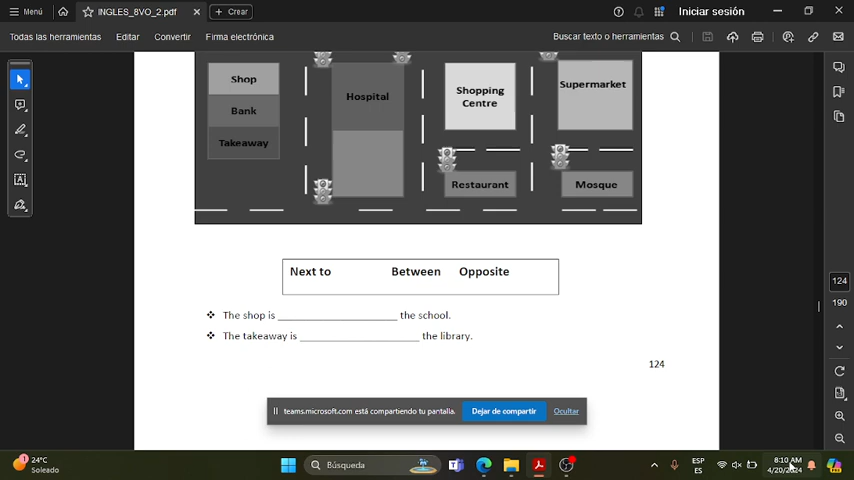 Menú
INGLES_8VO_2.pdf
Crear
Iniciar sesión
Todas las herramientas
Editar
Convertir
Firma electrónica
Buscar texto o herramientas
Shop
Bank
Takeaway
Hospital
Shopping
Centre
Supermarket
Restaurant
Mosque
Next to Between Opposite
❖ The shop is ____________________ the school.
❖ The takeaway is ____________________ the library.
124
124
190
teams.microsoft.com está compartiendo tu pantalla.
Dejar de compartir
Ocultar
1
24°C
Soleado
Búsqueda
ESP
ES
8:10 AM
4/20/2024